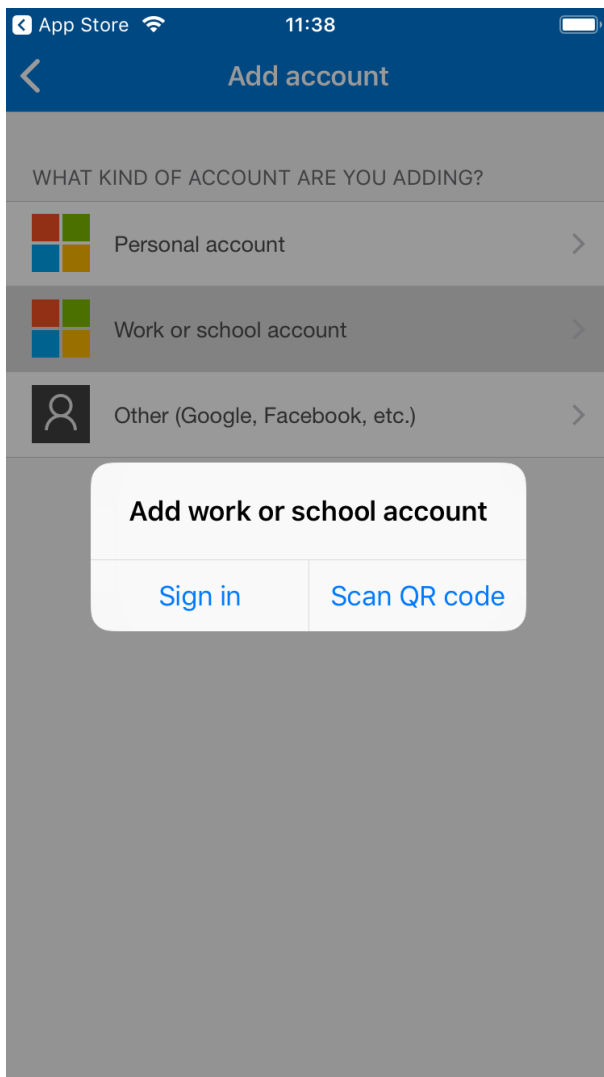 App Store 11:38
Add account
WHAT KIND OF ACCOUNT ARE YOU ADDING?
Personal account
Work or school account
Other (Google, Facebook, etc.)
Add work or school account
Sign in Scan QR code